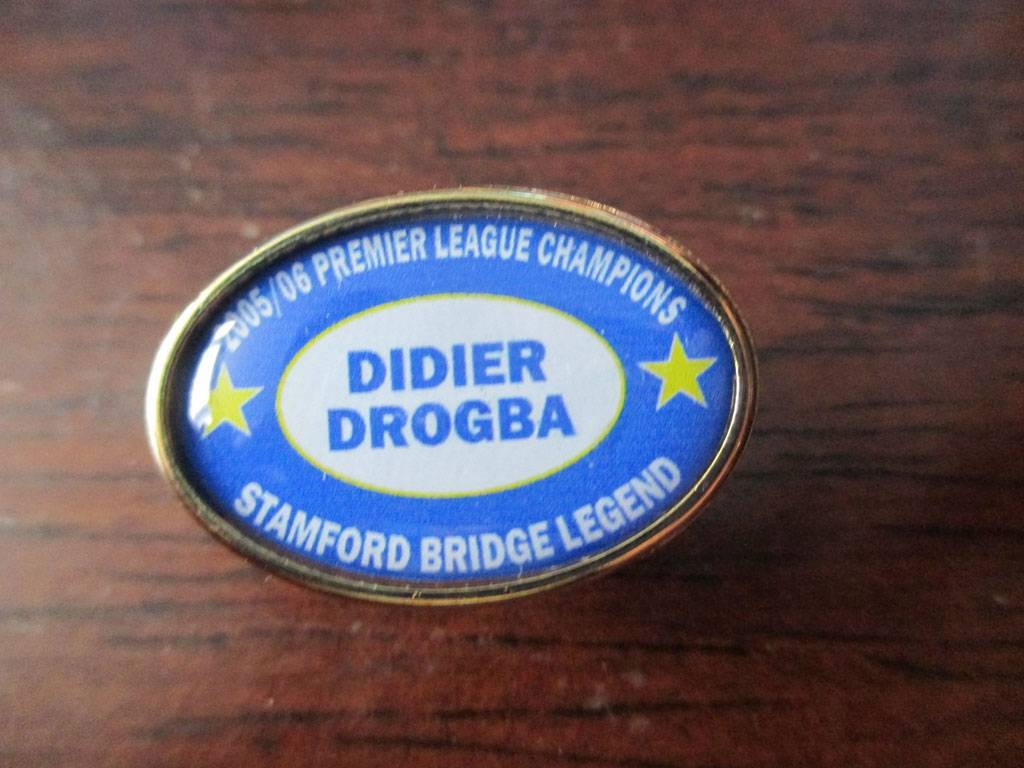 2005/06 PREMIER LEAGUE CHAMPIONS
DIDIER
DROGBA
STAMFORD BRIDGE LEGEND